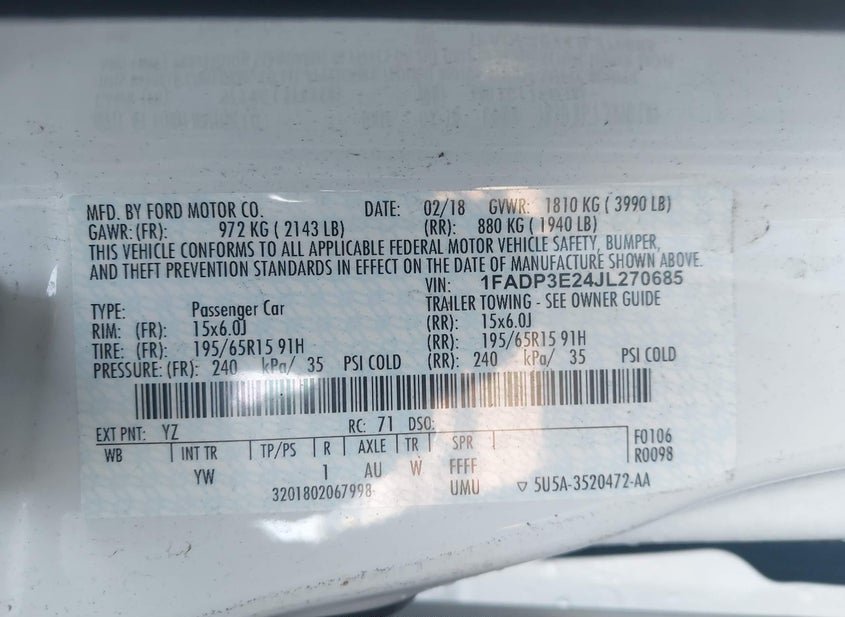 MFD. BY FORD MOTOR CO. DATE: 02/18 GVWR: 1810 KG ( 3990 LB)
GAWR: (FR): 972 KG ( 2143 LB) (RR): 880 KG ( 1940 LB)
THIS VEHICLE CONFORMS TO ALL APPLICABLE FEDERAL MOTOR VEHICLE SAFETY, BUMPER,
AND THEFT PREVENTION STANDARDS IN EFFECT ON THE DATE OF MANUFACTURE SHOWN ABOVE.
VIN: 1FADP3E24JL270685
TYPE: Passenger Car TRAILER TOWING - SEE OWNER GUIDE
RIM: (FR): 15x6.0J (RR): 15x6.0J
TIRE: (FR): 195/65R15 91H (RR): 195/65R15 91H
PRESSURE: (FR): 240 kPa/ 35 PSI COLD (RR): 240 kPa/ 35 PSI COLD
EXT PNT: YZ RC: 71 DSO:
WB INT TR TP/PS R AXLE TR SPR F0106
YW 1 AU W FFFF R0098
3201802067998 UMU ▽ 5U5A-3520472-AA